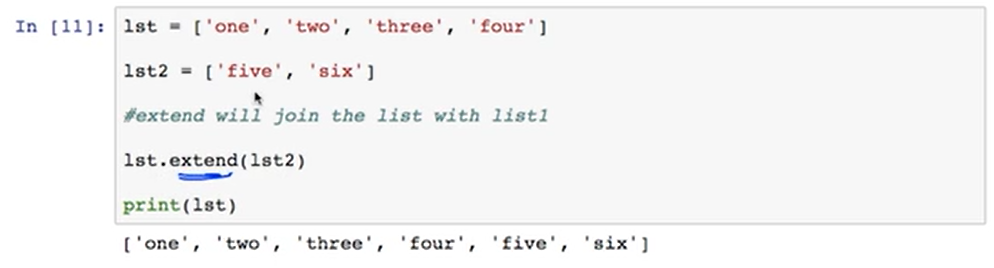 In [11]: lst = ['one', 'two', 'three', 'four']
lst2 = ['five', 'six']
#extend will join the list with list1
lst.extend(lst2)
print(lst)
['one', 'two', 'three', 'four', 'five', 'six']